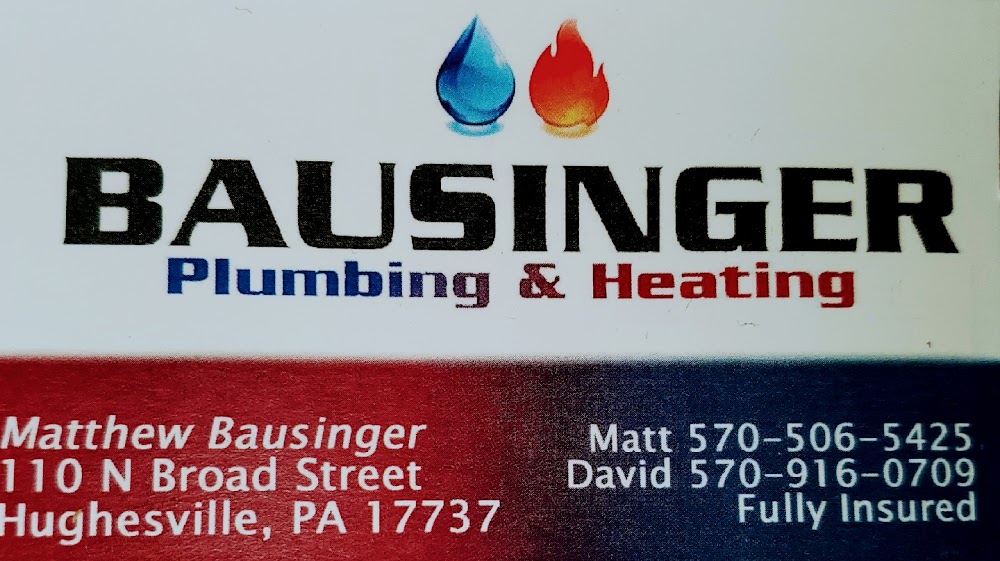 BAUSINGER
Plumbing & Heating
Matthew Bausinger
110 N Broad Street
Hughesville, PA 17737
Matt 570-506-5425
David 570-916-0709
Fully Insured